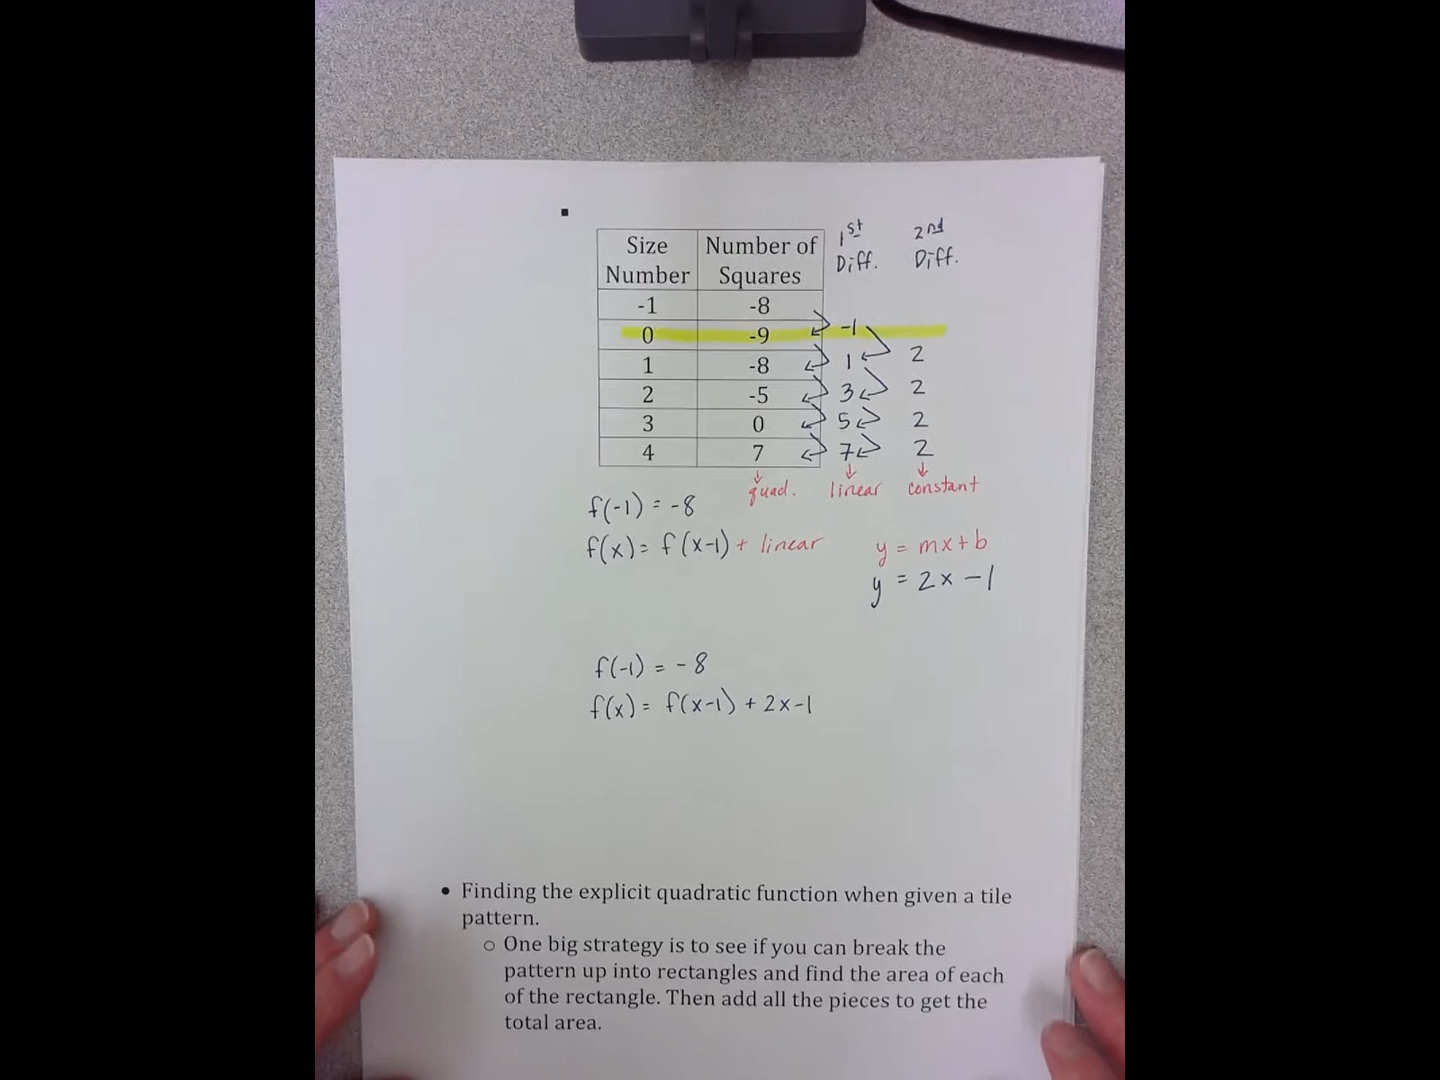 ▪
Size Number | Number of Squares | 1st Diff. | 2nd Diff.
-1 | -8
0 | -9 | -1
1 | -8 | 1 | 2
2 | -5 | 3 | 2
3 | 0 | 5 | 2
4 | 7 | 7 | 2
↓ quad. ↓ linear ↓ constant
f(-1) = -8
f(x) = f(x-1) + linear
y = mx+b
y = 2x -1
f(-1) = -8
f(x) = f(x-1) + 2x-1
• Finding the explicit quadratic function when given a tile
pattern.
o One big strategy is to see if you can break the
pattern up into rectangles and find the area of each
of the rectangle. Then add all the pieces to get the
total area.